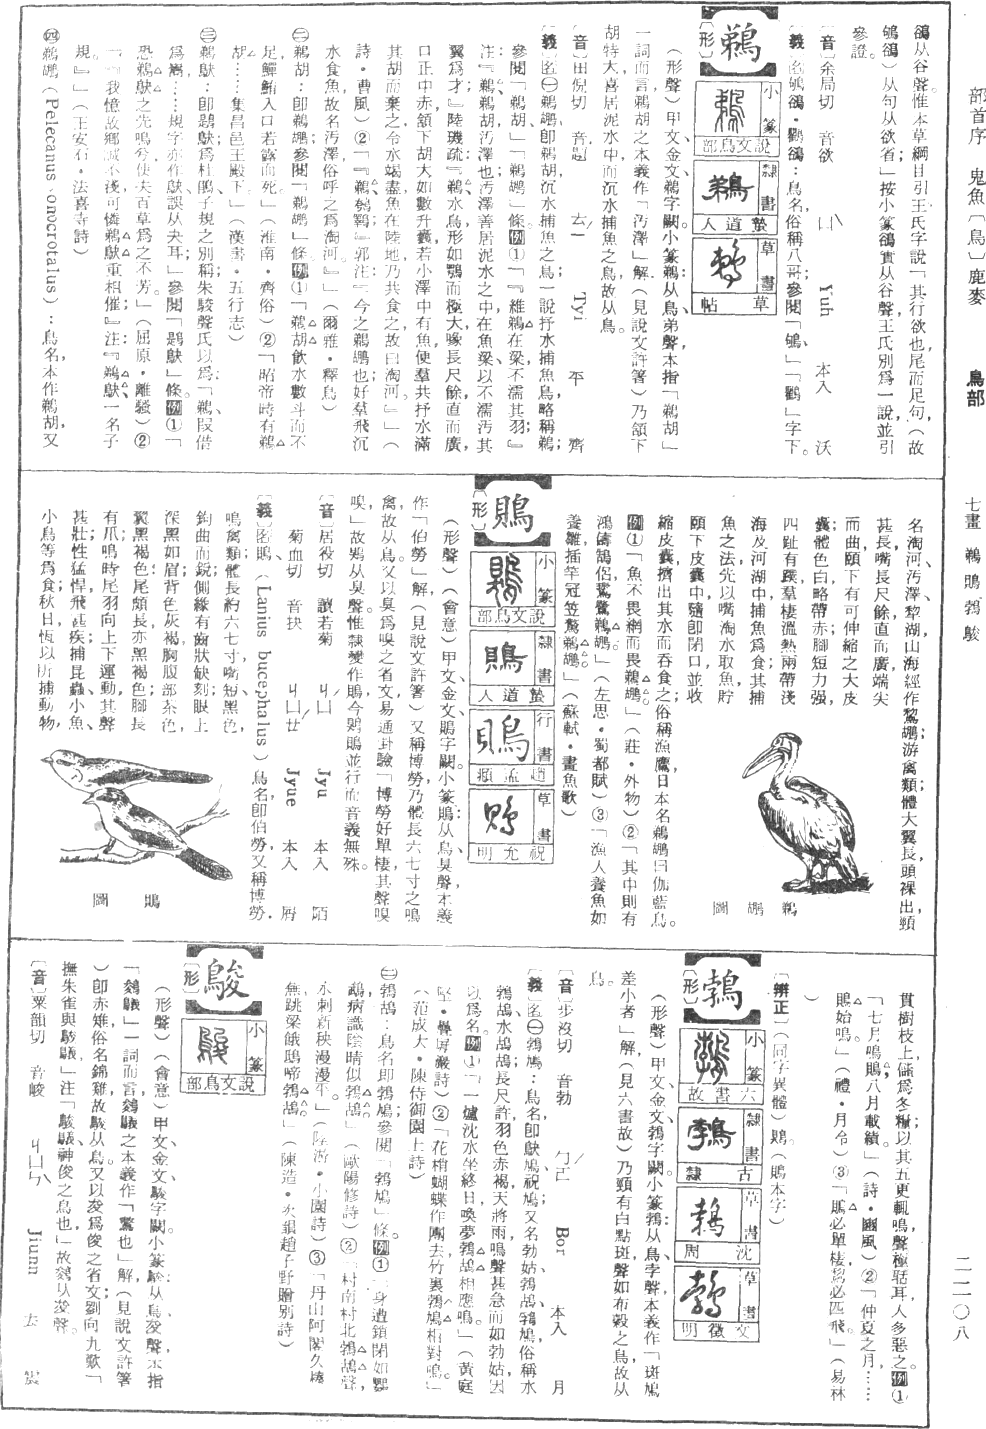 部首序　鬼魚〔鳥〕鹿麥　鳥部　七畫　鵜鵙鵓鵔　二一〇八
鵒从谷聲。惟本草綱目引王氏字說「其行欲也尾而足句，（故
鴝鵒）从句从欲省」按小篆鵒實从谷聲，王氏別爲一說，並引
參證。
音 余局切　音欲　ㄩˋ　Yuh　本入　沃
義 名鴝鵒・鸜鵒：鳥名，俗稱八哥，參閱「鴝」「鸜」字下。
鵜
形
小篆　說文鳥部
隸書　蟄道人
草書　草帖
（形聲）甲文、金文鵜字闕。小篆鵜：从鳥弟聲，本指「鵜胡」
一詞而言，鵜胡之本義作「汚澤」解（見說文許箸）乃頷下
胡特大，喜居泥水中而沉水捕魚之鳥，故从鳥。
音 田倪切　音題　ㄊㄧˊ　Tyi　平　齊
義 名㊀鵜鶘卽鵜胡，沉水捕魚之鳥；一說抒水捕魚鳥，略稱鵜；
參閱「鵜胡」「鵜鶘」條。例①「『維鵜在梁，不濡其羽』
注：『鵜，鵜胡，汚澤也，汚澤善居泥水之中，在魚梁，以不濡汚其
翼爲才』陸璣疏：『鵜，水鳥，形如鶚而極大，喙長尺餘，直而廣，
口正中赤，頷下胡大如數升囊，若小澤中有魚，便羣共抒水，滿
其胡而棄之，令水竭盡，魚在陸地，乃共食之，故曰淘河。』」（
詩・曹風）②「『鵜，鴮鸅』郭注：『今之鵜鶘也，好羣飛，沉
水食魚，故名汚澤，俗呼之爲淘河。』」（爾雅・釋鳥）
㊁鵜胡：卽鵜鶘，參閱「鵜鶘」條。例①「鵜胡飲水數斗而不
足，鱓鮪入口若露而死。」（淮南・齊俗）②「昭帝時有鵜
胡……集昌邑王殿下。」（漢書・五行志）
㊂鵜鴃：卽鶗鴃，爲杜鵑、子規之別稱；朱駿聲氏以爲：「鵜，叚借
爲巂……規字亦作鴃，誤从夬耳」參閱「鶗鴃」條。例①「
恐鵜鴃之先鳴兮，使夫百草爲之不芳。」（屈原・離騷）②
「『我憶故鄉誠不淺，可憐鵜鴃重相催』注：『鵜鴃，一名子
規。』」（王安石・法喜寺詩）
㊃鵜鶘（Pelecanus onocrotalus）：鳥名，本作鵜胡，又
名淘河、汚澤、犁湖，山海經作鴽鶘，游禽類；體大翼長，頭裸出，頸
甚長，嘴長尺餘，直而廣，端尖
而曲，頤下有可伸縮之大皮
囊；體色白，略帶赤；腳短力强，
四趾有蹼，羣棲溫熱兩帶淺
海及河湖中，捕魚爲食；其捕
魚之法，先以嘴淘水取魚，貯
頤下皮囊中，隨卽閉口，並收
縮皮囊，擠出其水而吞食之，俗稱漁鷹，日本名鵜鶘曰伽藍鳥。
例①「魚不畏網而畏鵜鶘。」（莊・外物）②「其中則有
鴻儔鵠侶，鸑鷺鵜鶘。」（左思・蜀都賦）③「漁人養魚如
養雛，插竿冠笠驚鵜鶘。」（蘇軾・畫魚歌）
鵜鶘圖
鵙
形
小篆　說文鳥部
隸書　蟄道人
行書　趙孟頫
草書　祝允明
（形聲）（會意）甲文、金文鵙字闕。小篆鵙：从鳥臭聲，本義
作「伯勞」解（見說文許箸）又稱博勞，乃體長六七寸之鳴
禽，故从鳥。又以臭爲嗅之省文，易通卦驗「博勞好單棲，其聲嗅
嗅」故鶪从臭聲。惟隸變作鵙，今鶪鵙並行而音義無殊。
音 居役切　讀若菊　ㄐㄩˊ　Jyu　本入　陌
菊血切　音抉　ㄐㄩㄝˊ　Jyue　本入　屑
義 名鵙（Lanius bucephalus）鳥名，卽伯勞，又稱博勞，
鳴禽類；體長約六七寸，嘴短，黑色，
鉤曲而銳，側緣有齒狀缺刻；眼上
深黑如眉，背色灰褐，胸腹部茶色，
翼黑褐色，尾頗長，亦黑褐色；腳長
有爪，鳴時尾羽向上下運動，其聲
甚壯；性猛悍，飛甚疾，捕昆蟲、小魚、
小鳥等爲食，秋日恆以所捕動物，
鵙圖
貫樹枝上，儲爲冬糧；以其五更輒鳴，聲極聒耳，人多惡之。例①
「七月鳴鵙，八月載績。」（詩・豳風）②「仲夏之月……
鵙始鳴。」（禮・月令）③「鵙必單棲，鴛必匹飛。」（易林
）
辨正（同字異體）鶪。（鵙本字）
鵓
形
小篆　六書故
隸書　古隸
草書　沈周
草書　文徵明
（形聲）甲文、金文鵓字闕。小篆鵓：从鳥孛聲，本義作「斑鳩
差小者」解（見六書故）乃頸有白點斑，聲如布穀之鳥，故从
鳥。
音 步沒切　音勃　ㄅㄛˊ　Bor　本入　月
義 名㊀鵓鳩：鳥名，卽鴃鳩、祝鳩；又名勃姑、鵓鴣、鵓鳩，俗稱水
鵓鴣、水鴣鴣，長尺許，羽色赤褐，天將雨，鳴聲甚急而如勃姑，因
以爲名。例①「一爐沈水坐終日，喚夢鵓鴣相應鳴。」（黃庭
堅・㢲岸巖詩）②「花梢蝴蝶作團去，竹裏鵓鳩相對鳴。」
（范成大・陳侍御園上詩）
㊁鵓鴣：鳥名，卽鵓鳩，參閱「鵓鳩」條。例①「身遭鎖閉如鸚
鵡，病識陰晴似鵓鴣。」（歐陽修詩）②「村南村北鵓鴣聲，
水刺新秧漫漫平。」（陸游・小園詩）③「丹山阿閣久棲
無，跳梁餓鴟啼鵓鴣。」（陳造・次韻趙子野贈別詩）
鵔
形
小篆　說文鳥部
（形聲）（會意）甲文、金文鵔字闕。小篆鵔：从鳥夋聲，本指
「鵔鸃」一詞而言，鵔鸃之本義作「鷩也」解，（見說文許箸
）卽赤雉，俗名錦雞，故鵔从鳥。又以夋爲俊之省文，劉向九歎「
撫朱雀與鵔鸃」注「鵔鸃，神俊之鳥也」故鵔从夋聲。
音 粟韻切　音峻　ㄐㄩㄣˋ　Jiunn　去　震